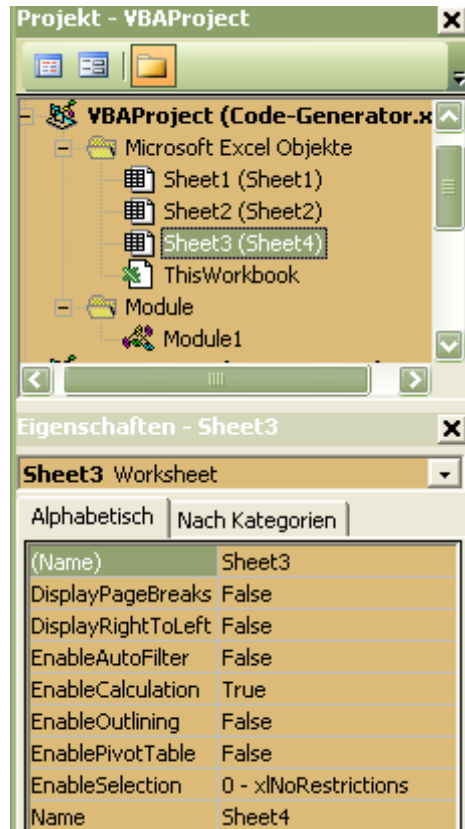 Projekt - VBAProject
VBAProject (Code-Generator.x
Microsoft Excel Objekte
Sheet1 (Sheet1)
Sheet2 (Sheet2)
Sheet3 (Sheet4)
ThisWorkbook
Module
Module1
Eigenschaften - Sheet3
Sheet3 Worksheet
Alphabetisch Nach Kategorien
(Name) Sheet3
DisplayPageBreaks False
DisplayRightToLeft False
EnableAutoFilter False
EnableCalculation True
EnableOutlining False
EnablePivotTable False
EnableSelection 0 - xlNoRestrictions
Name Sheet4